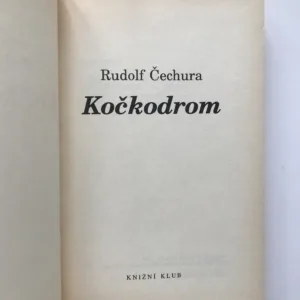 Rudolf Čechura
Kočkodrom
KNIŽNÍ KLUB